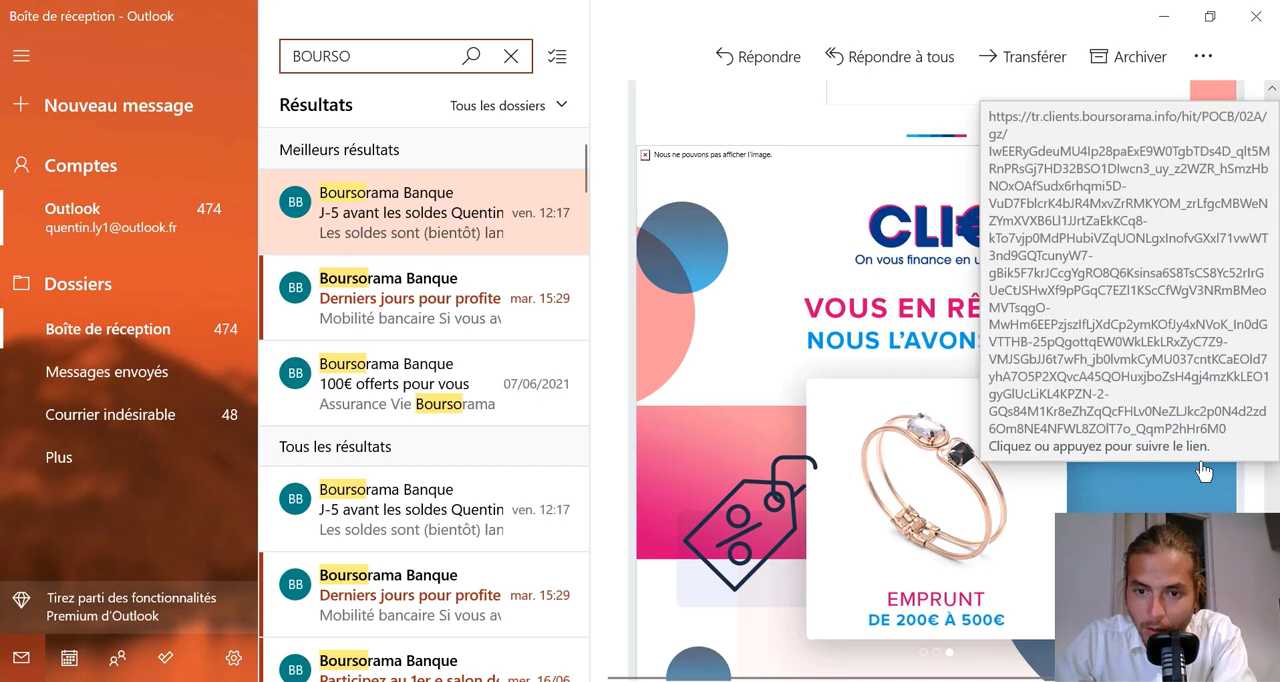 Boîte de réception - Outlook
Nouveau message
Comptes
Outlook 474
quentin.ly1@outlook.fr
Dossiers
Boîte de réception 474
Messages envoyés
Courrier indésirable 48
Plus
Tirez parti des fonctionnalités
Premium d'Outlook
BOURSO
Résultats Tous les dossiers
Meilleurs résultats
BB
Boursorama Banque
J-5 avant les soldes Quentin ven. 12:17
Les soldes sont (bientôt) lan
BB
Boursorama Banque
Derniers jours pour profite mar. 15:29
Mobilité bancaire Si vous av
BB
Boursorama Banque
100€ offerts pour vous 07/06/2021
Assurance Vie Boursorama
Tous les résultats
BB
Boursorama Banque
J-5 avant les soldes Quentin ven. 12:17
Les soldes sont (bientôt) lan
BB
Boursorama Banque
Derniers jours pour profite mar. 15:29
Mobilité bancaire Si vous av
BB
Boursorama Banque
Participez au 1er e salon de mer. 16/06
Répondre Répondre à tous Transférer Archiver
Nous ne pouvons pas afficher l'image.
CLIC
On vous finance en u
VOUS EN RÊ
NOUS L'AVON
EMPRUNT
DE 200€ À 500€
https://tr.clients.boursorama.info/hit/POCB/02A/
gz/
Cliquez ou appuyez pour suivre le lien.